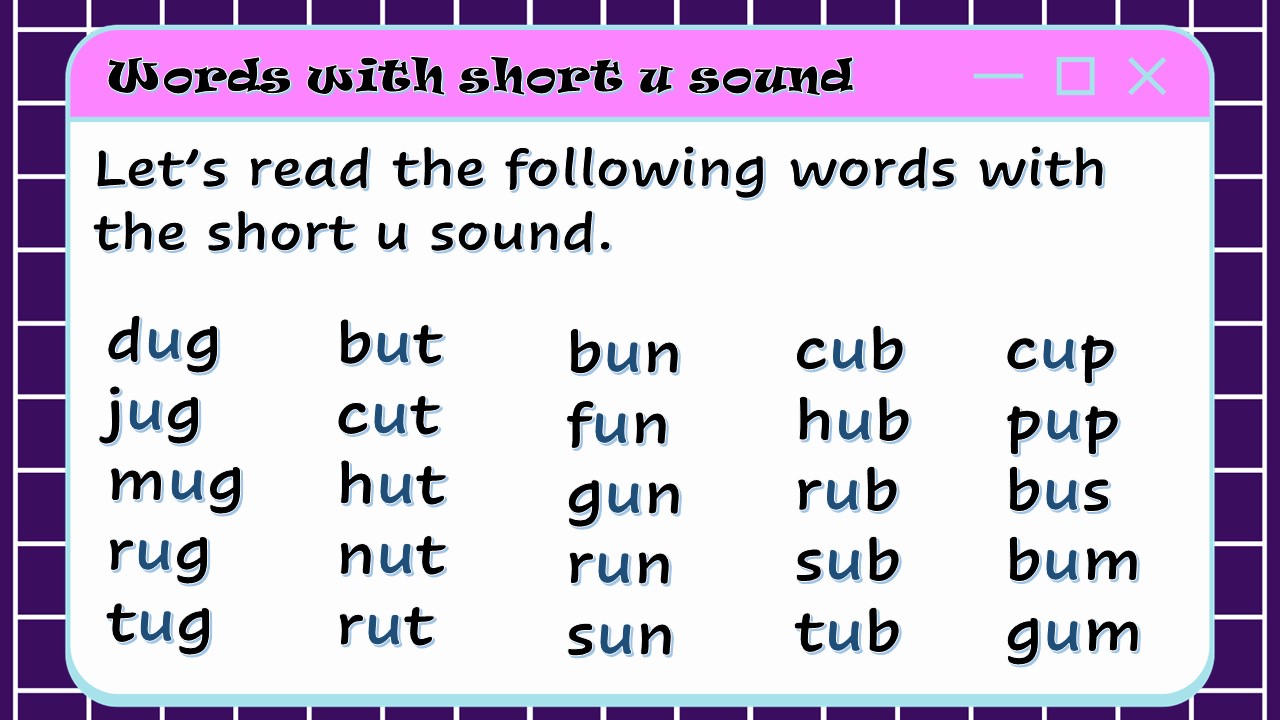 Words with short u sound
Let's read the following words with
the short u sound.
dug but bun cub cup
jug cut fun hub pup
mug hut gun rub bus
rug nut run sub bum
tug rut sun tub gum